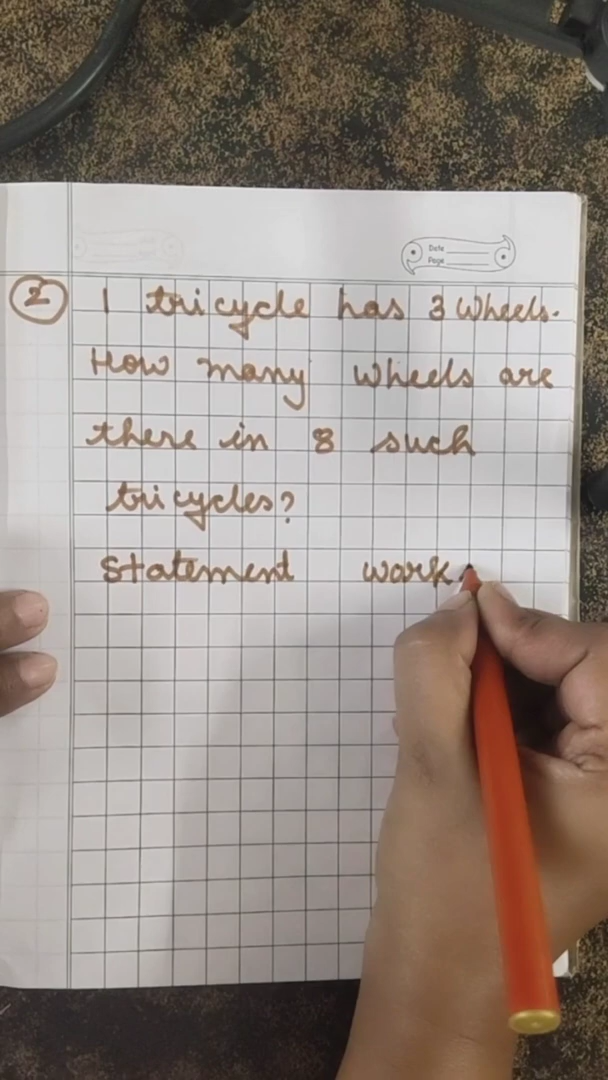 Date
Page
2 1 tricycle has 3 wheels.
How many wheels are
there in 8 such
tricycles?
Statement work